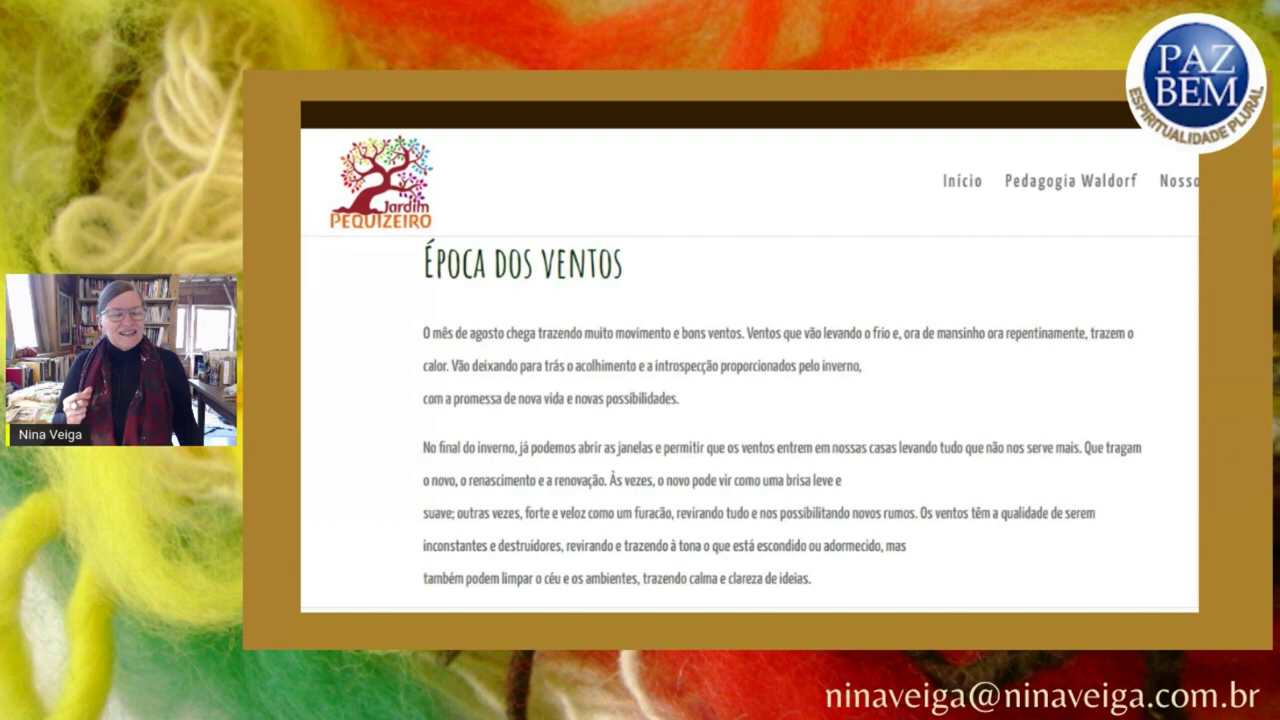 PAZ
BEM
ESPIRITUALIDADE PLURAL
Jardim
PEQUIZEIRO
Início Pedagogia Waldorf Nosso
ÉPOCA DOS VENTOS
O mês de agosto chega trazendo muito movimento e bons ventos. Ventos que vão levando o frio e, ora de mansinho ora repentinamente, trazem o
calor. Vão deixando para trás o acolhimento e a introspecção proporcionados pelo inverno,
com a promessa de nova vida e novas possibilidades.
No final do inverno, já podemos abrir as janelas e permitir que os ventos entrem em nossas casas levando tudo que não nos serve mais. Que tragam
o novo, o renascimento e a renovação. Às vezes, o novo pode vir como uma brisa leve e
suave; outras vezes, forte e veloz como um furacão, revirando tudo e nos possibilitando novos rumos. Os ventos têm a qualidade de serem
inconstantes e destruidores, revirando e trazendo à tona o que está escondido ou adormecido, mas
também podem limpar o céu e os ambientes, trazendo calma e clareza de ideias.
Nina Veiga
ninaveiga@ninaveiga.com.br